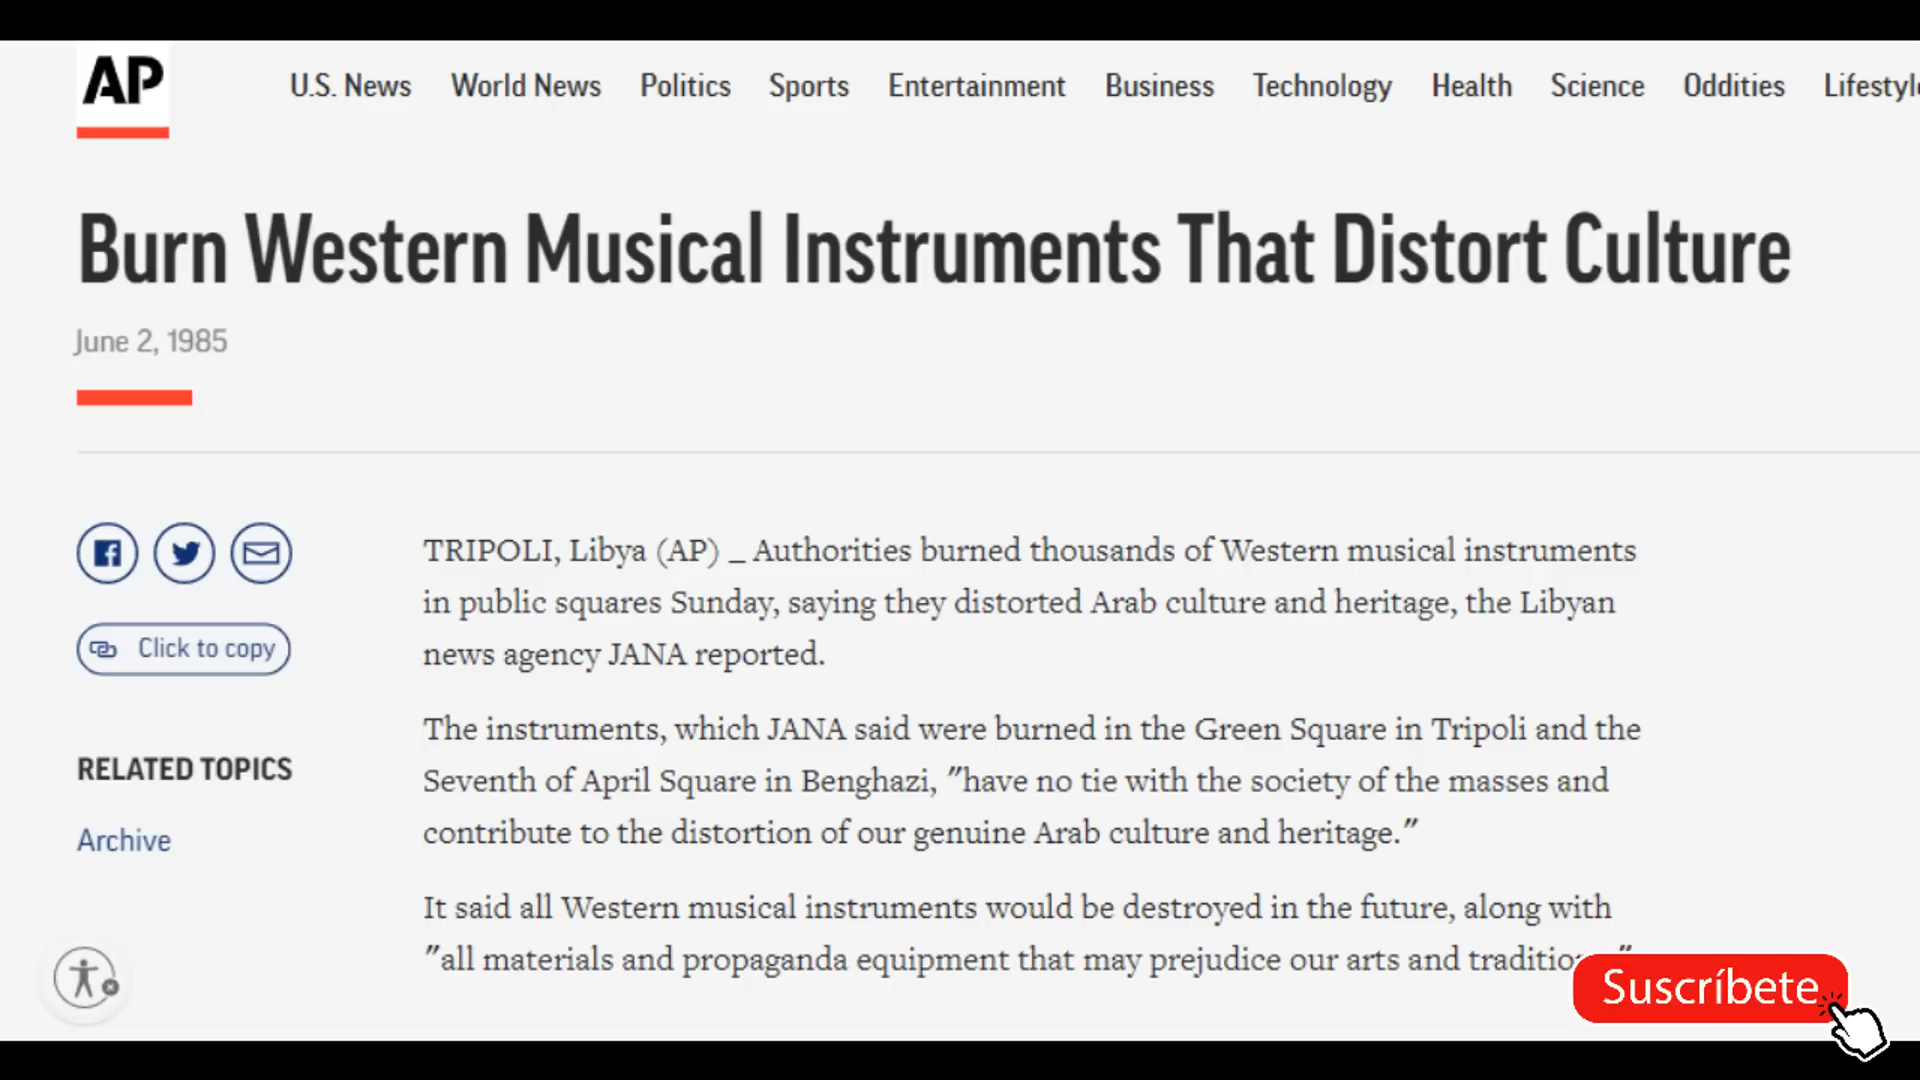 AP
U.S. News World News Politics Sports Entertainment Business Technology Health Science Oddities
Burn Western Musical Instruments That Distort Culture
June 2, 1985
Click to copy
RELATED TOPICS
Archive
TRIPOLI, Libya (AP) _ Authorities burned thousands of Western musical instruments
in public squares Sunday, saying they distorted Arab culture and heritage, the Libyan
news agency JANA reported.
The instruments, which JANA said were burned in the Green Square in Tripoli and the
Seventh of April Square in Benghazi, "have no tie with the society of the masses and
contribute to the distortion of our genuine Arab culture and heritage."
It said all Western musical instruments would be destroyed in the future, along with
"all materials and propaganda equipment that may prejudice our arts and
Suscríbete